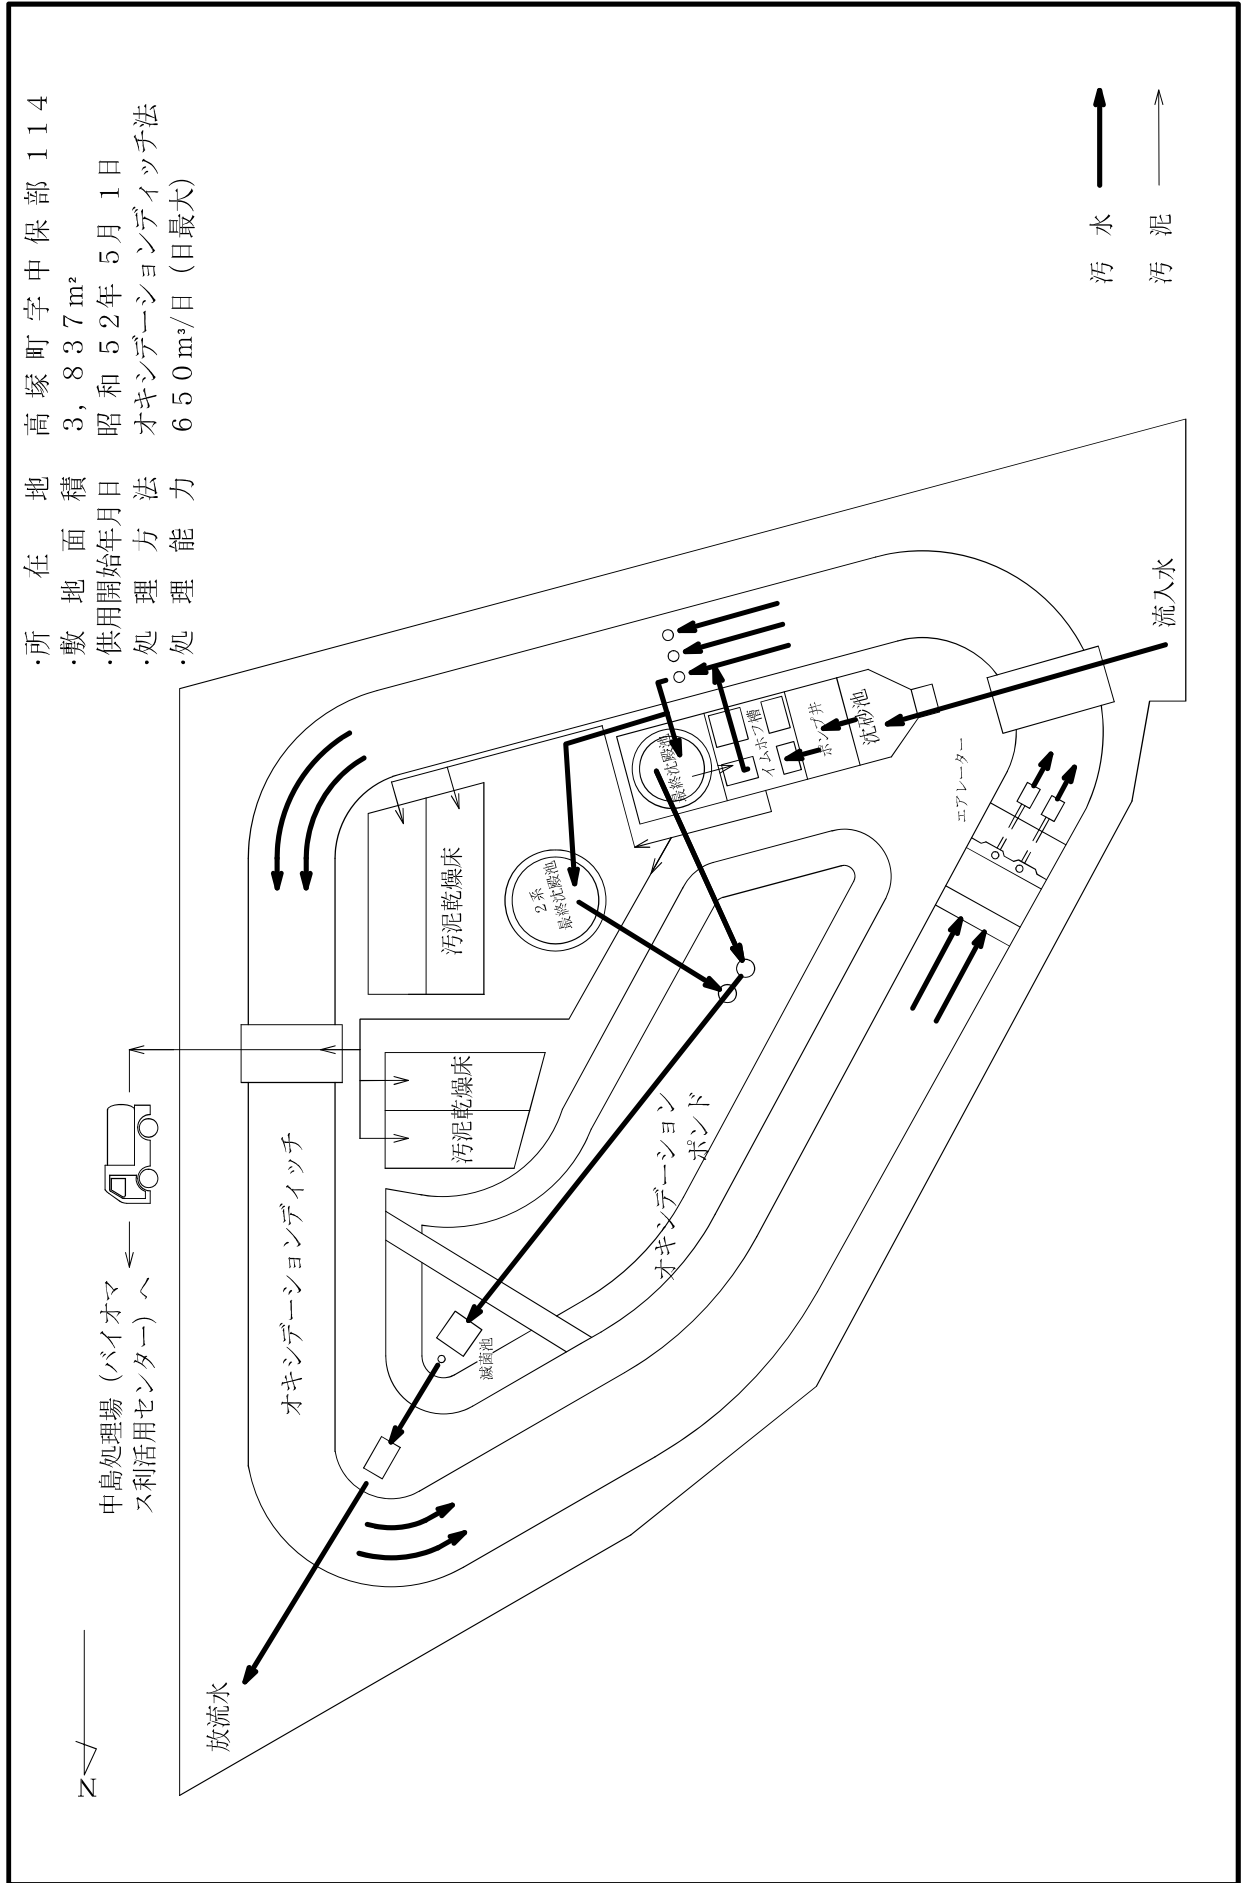 ・所在地 高塚町字中保部１１４
・敷地面積 ３，８３７m²
・供用開始年月日 昭和５２年５月１日
・処理方法 オキシデーションディッチ法
・処理能力 ６５０m³/日（日最大）
汚水
汚泥
流入水
沈砂池
ポンプ井
イムホフ槽
最終沈殿池
２系
最終沈殿池
エアレーター
汚泥乾燥床
汚泥乾燥床
オキシデーションディッチ
オキシデーション
ポンド
滅菌池
中島処理場（バイオマ
ス利活用センター）へ
放流水
N